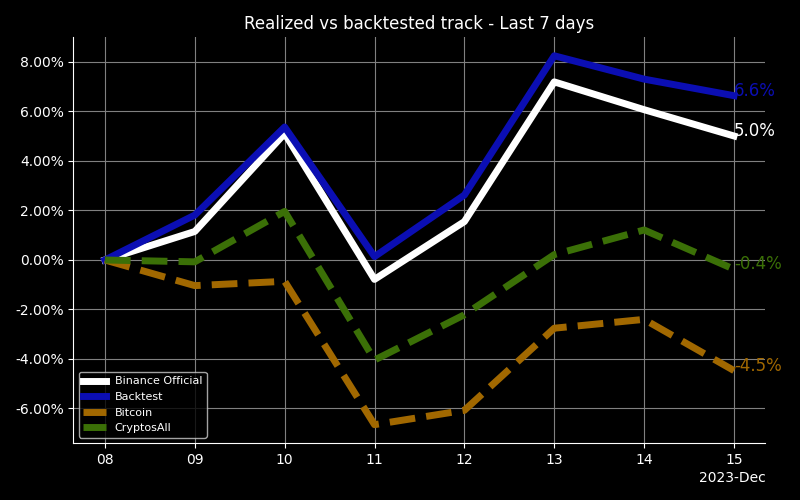 Realized vs backtested track - Last 7 days
8.00%
6.00%
4.00%
2.00%
0.00%
-2.00%
-4.00%
-6.00%
6.6%
5.0%
-0.4%
-4.5%
Binance Official
Backtest
Bitcoin
CryptosAll
08 09 10 11 12 13 14 15
2023-Dec